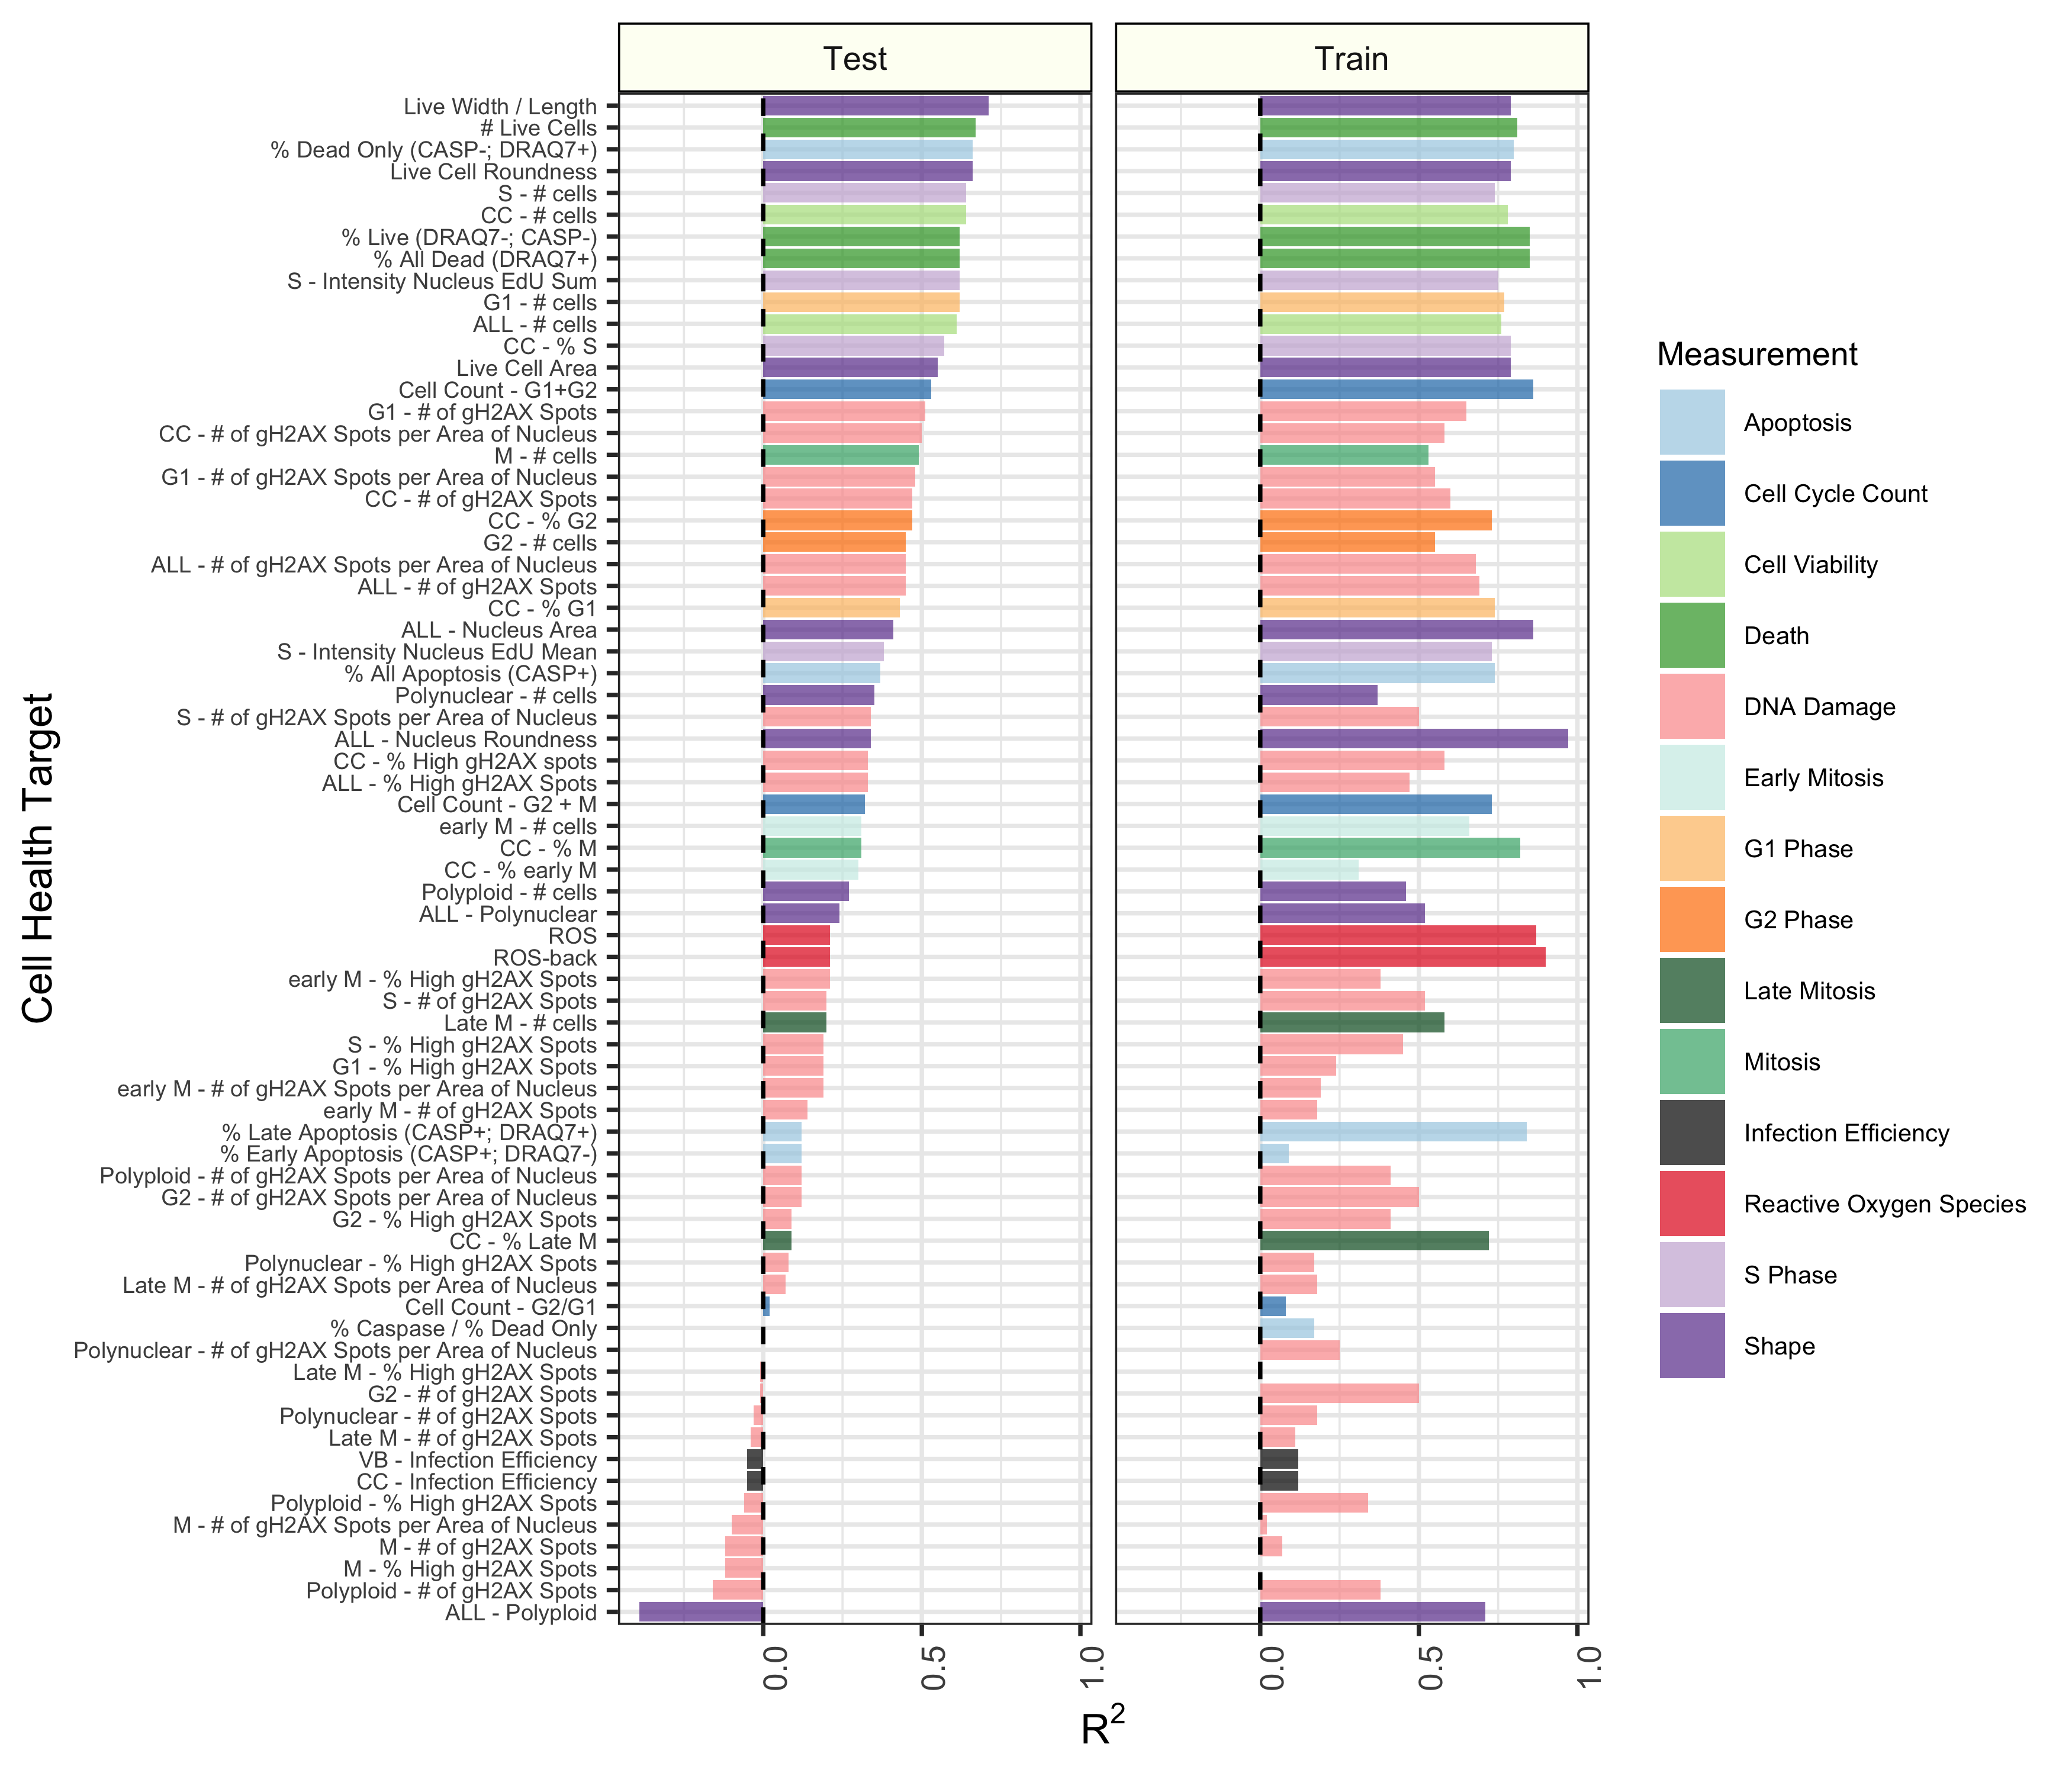 Test
Train
Live Width / Length
# Live Cells
% Dead Only (CASP-; DRAQ7+)
Live Cell Roundness
S - # cells
CC - # cells
% Live (DRAQ7-; CASP-)
% All Dead (DRAQ7+)
S - Intensity Nucleus EdU Sum
G1 - # cells
ALL - # cells
CC - % S
Live Cell Area
Cell Count - G1+G2
G1 - # of gH2AX Spots
CC - # of gH2AX Spots per Area of Nucleus
M - # cells
G1 - # of gH2AX Spots per Area of Nucleus
CC - # of gH2AX Spots
CC - % G2
G2 - # cells
ALL - # of gH2AX Spots per Area of Nucleus
ALL - # of gH2AX Spots
CC - % G1
ALL - Nucleus Area
S - Intensity Nucleus EdU Mean
% All Apoptosis (CASP+)
Polynuclear - # cells
S - # of gH2AX Spots per Area of Nucleus
ALL - Nucleus Roundness
CC - % High gH2AX spots
ALL - % High gH2AX Spots
Cell Count - G2 + M
early M - # cells
CC - % M
CC - % early M
Polyploid - # cells
ALL - Polynuclear
ROS
ROS-back
early M - % High gH2AX Spots
S - # of gH2AX Spots
Late M - # cells
S - % High gH2AX Spots
G1 - % High gH2AX Spots
early M - # of gH2AX Spots per Area of Nucleus
early M - # of gH2AX Spots
% Late Apoptosis (CASP+; DRAQ7+)
% Early Apoptosis (CASP+; DRAQ7-)
Polyploid - # of gH2AX Spots per Area of Nucleus
G2 - # of gH2AX Spots per Area of Nucleus
G2 - % High gH2AX Spots
CC - % Late M
Polynuclear - % High gH2AX Spots
Late M - # of gH2AX Spots per Area of Nucleus
Cell Count - G2/G1
% Caspase / % Dead Only
Polynuclear - # of gH2AX Spots per Area of Nucleus
Late M - % High gH2AX Spots
G2 - # of gH2AX Spots
Polynuclear - # of gH2AX Spots
Late M - # of gH2AX Spots
VB - Infection Efficiency
CC - Infection Efficiency
Polyploid - % High gH2AX Spots
M - # of gH2AX Spots per Area of Nucleus
M - # of gH2AX Spots
M - % High gH2AX Spots
Polyploid - # of gH2AX Spots
ALL - Polyploid
Cell Health Target
0.0
0.5
1.0
0.0
0.5
1.0
R²
Measurement
Apoptosis
Cell Cycle Count
Cell Viability
Death
DNA Damage
Early Mitosis
G1 Phase
G2 Phase
Late Mitosis
Mitosis
Infection Efficiency
Reactive Oxygen Species
S Phase
Shape